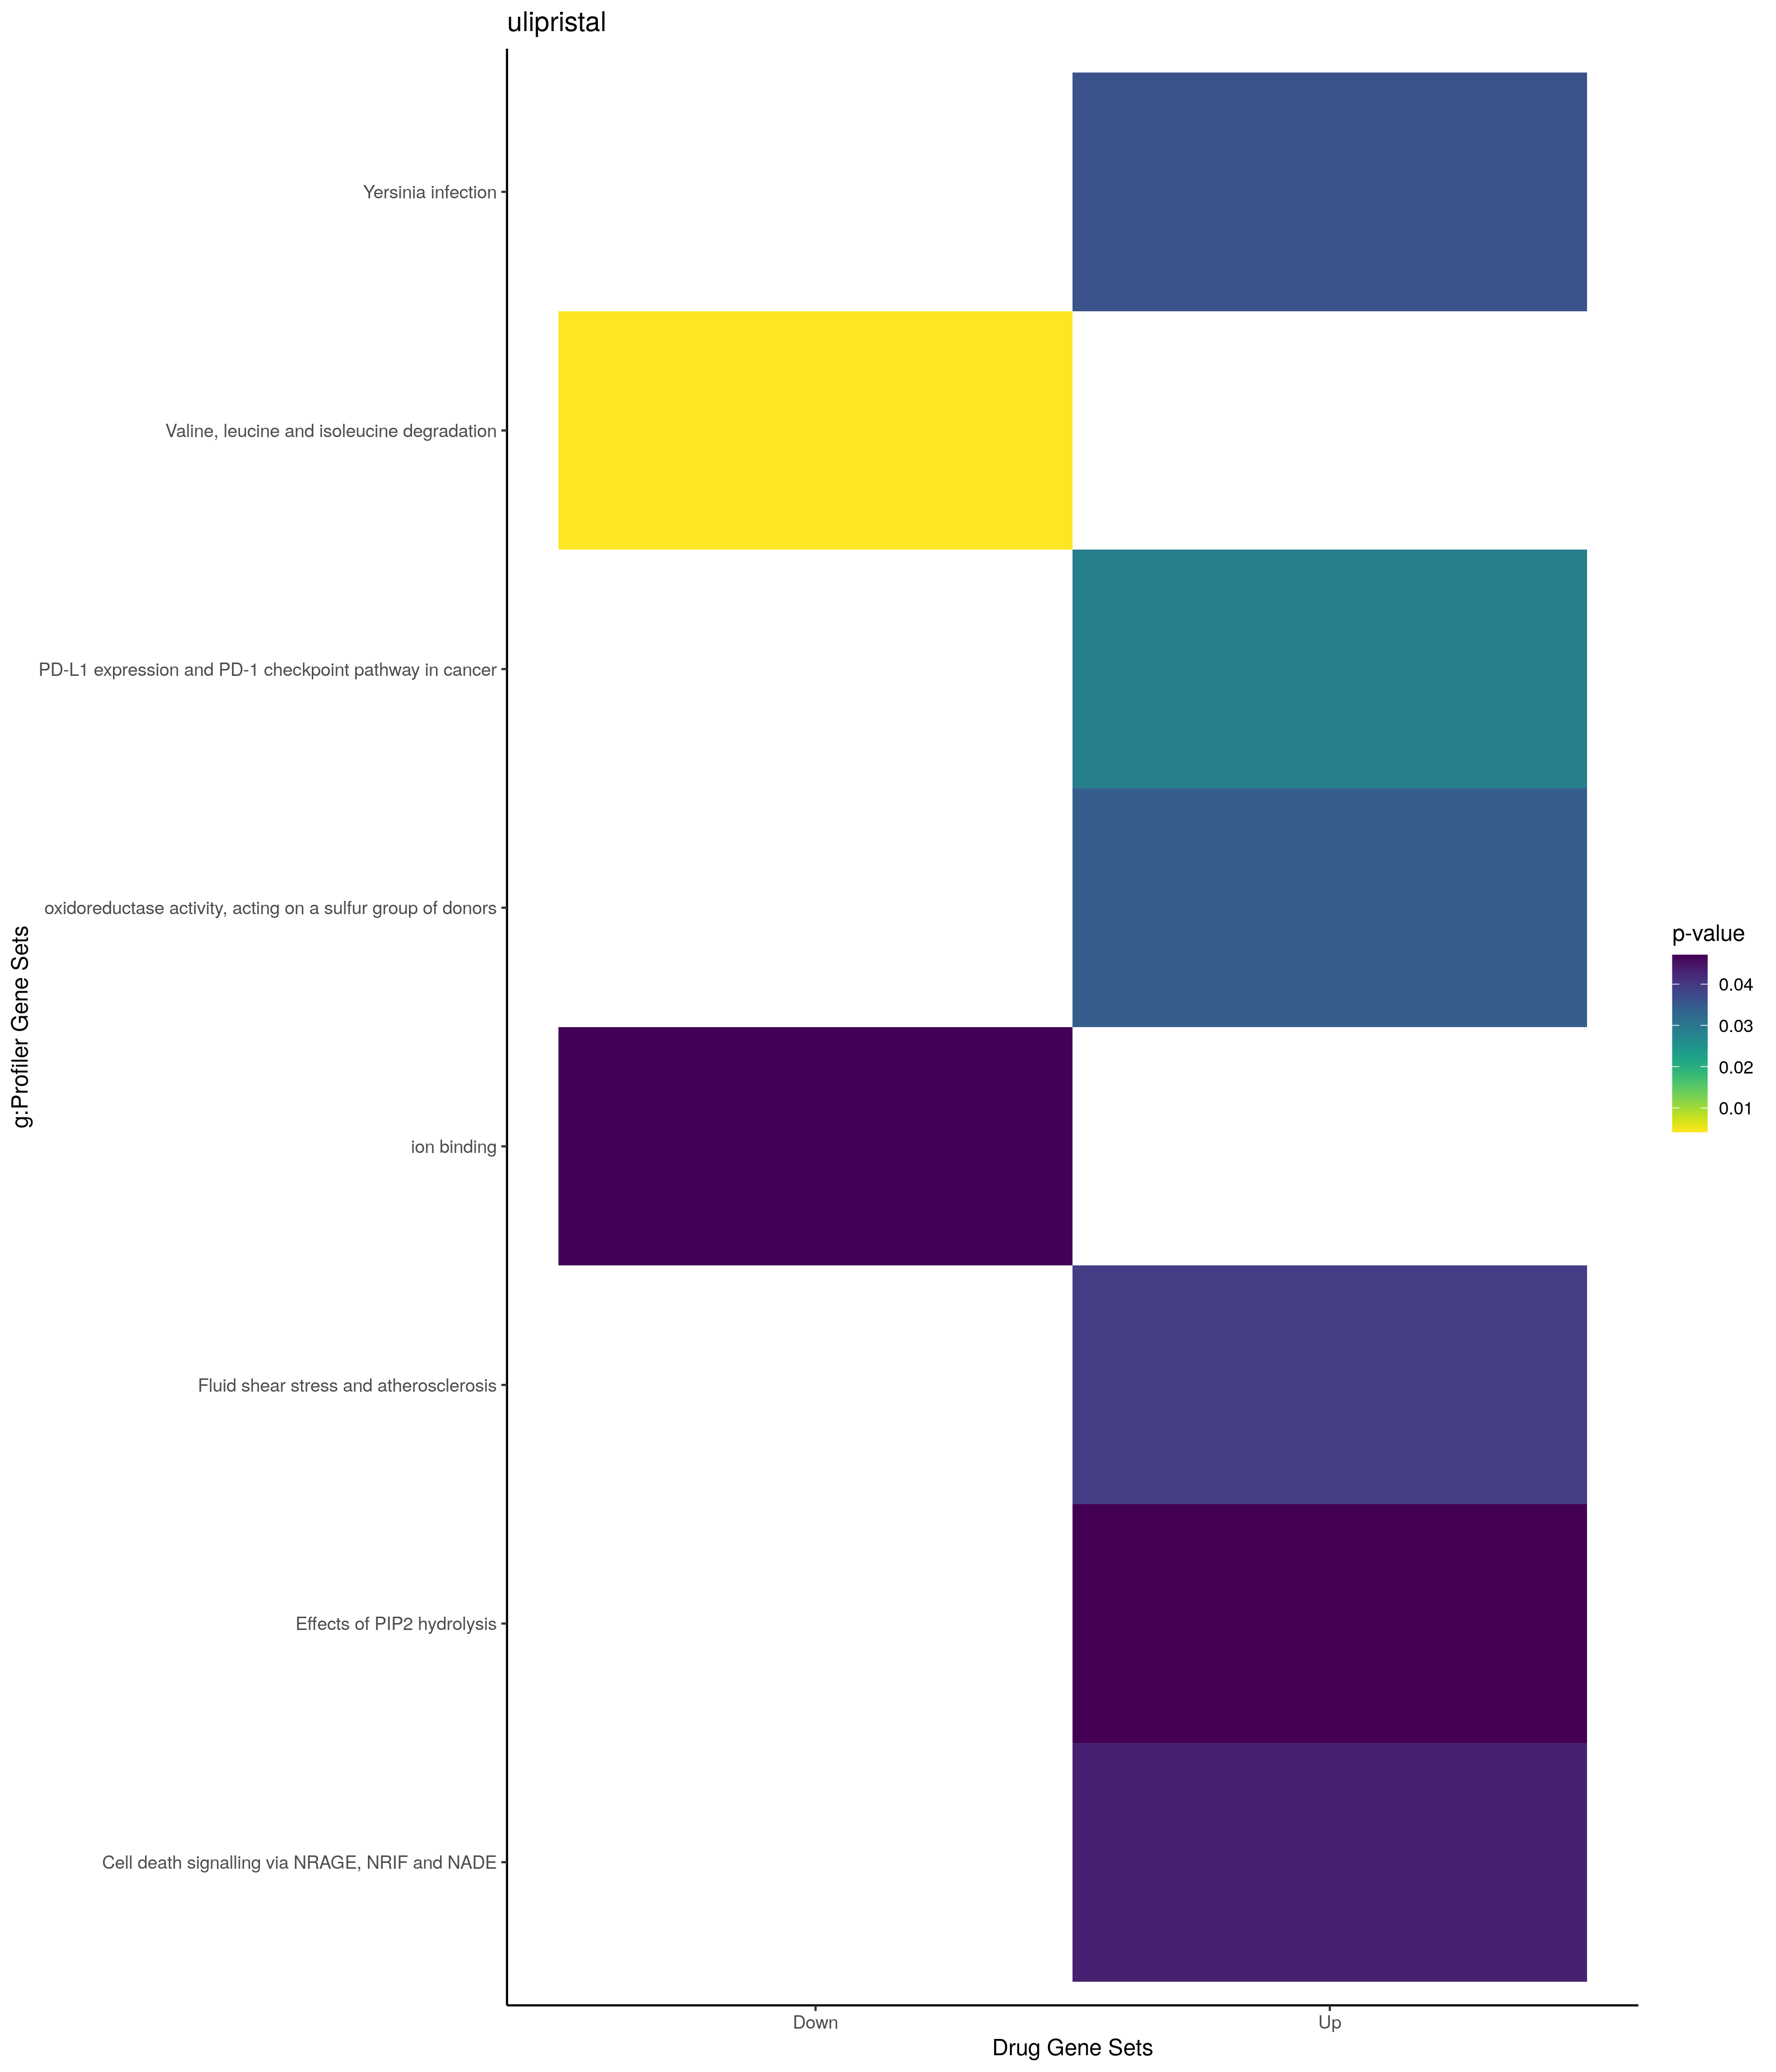 ulipristal
g:Profiler Gene Sets
Yersinia infection
Valine, leucine and isoleucine degradation
PD-L1 expression and PD-1 checkpoint pathway in cancer
oxidoreductase activity, acting on a sulfur group of donors
ion binding
Fluid shear stress and atherosclerosis
Effects of PIP2 hydrolysis
Cell death signalling via NRAGE, NRIF and NADE
Down
Up
Drug Gene Sets
p-value
0.04
0.03
0.02
0.01